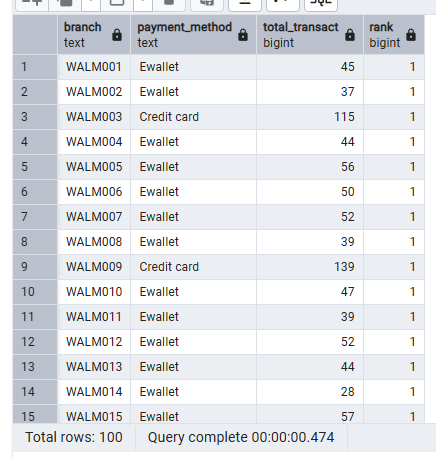 branch payment_method total_transact rank
text text bigint bigint
1 WALM001 Ewallet 45 1
2 WALM002 Ewallet 37 1
3 WALM003 Credit card 115 1
4 WALM004 Ewallet 44 1
5 WALM005 Ewallet 56 1
6 WALM006 Ewallet 50 1
7 WALM007 Ewallet 52 1
8 WALM008 Ewallet 39 1
9 WALM009 Credit card 139 1
10 WALM010 Ewallet 47 1
11 WALM011 Ewallet 39 1
12 WALM012 Ewallet 52 1
13 WALM013 Ewallet 44 1
14 WALM014 Ewallet 28 1
15 WALM015 Ewallet 57 1
Total rows: 100 Query complete 00:00:00.474